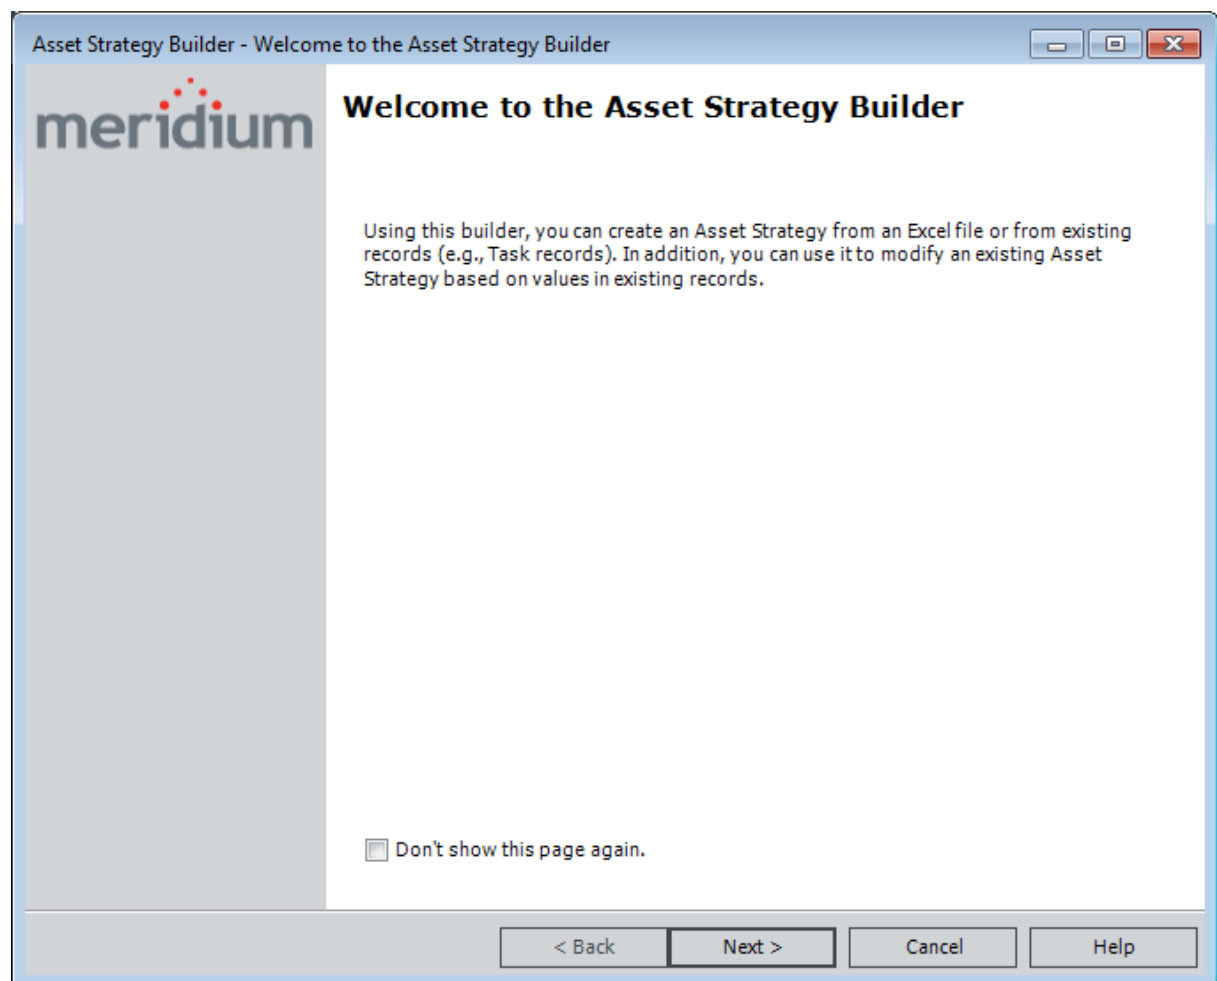 Asset Strategy Builder - Welcome to the Asset Strategy Builder
meridium
Welcome to the Asset Strategy Builder
Using this builder, you can create an Asset Strategy from an Excel file or from existing
records (e.g., Task records). In addition, you can use it to modify an existing Asset
Strategy based on values in existing records.
Don't show this page again.
< Back
Next >
Cancel
Help